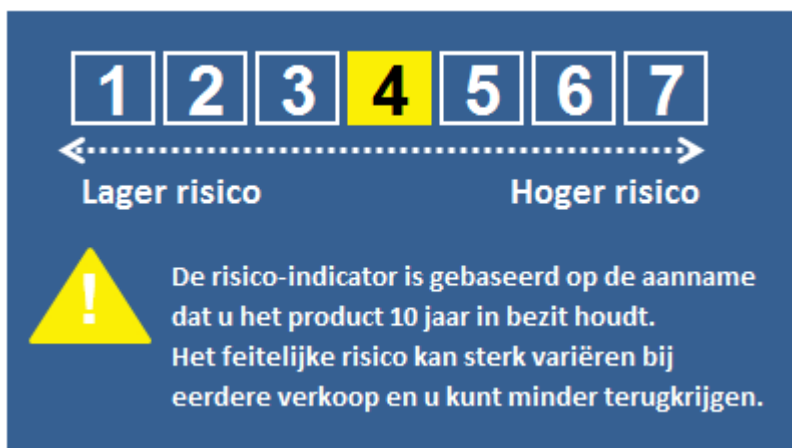 1 2 3 4 5 6 7
Lager risico Hoger risico
!
De risico-indicator is gebaseerd op de aanname
dat u het product 10 jaar in bezit houdt.
Het feitelijke risico kan sterk variëren bij
eerdere verkoop en u kunt minder terugkrijgen.